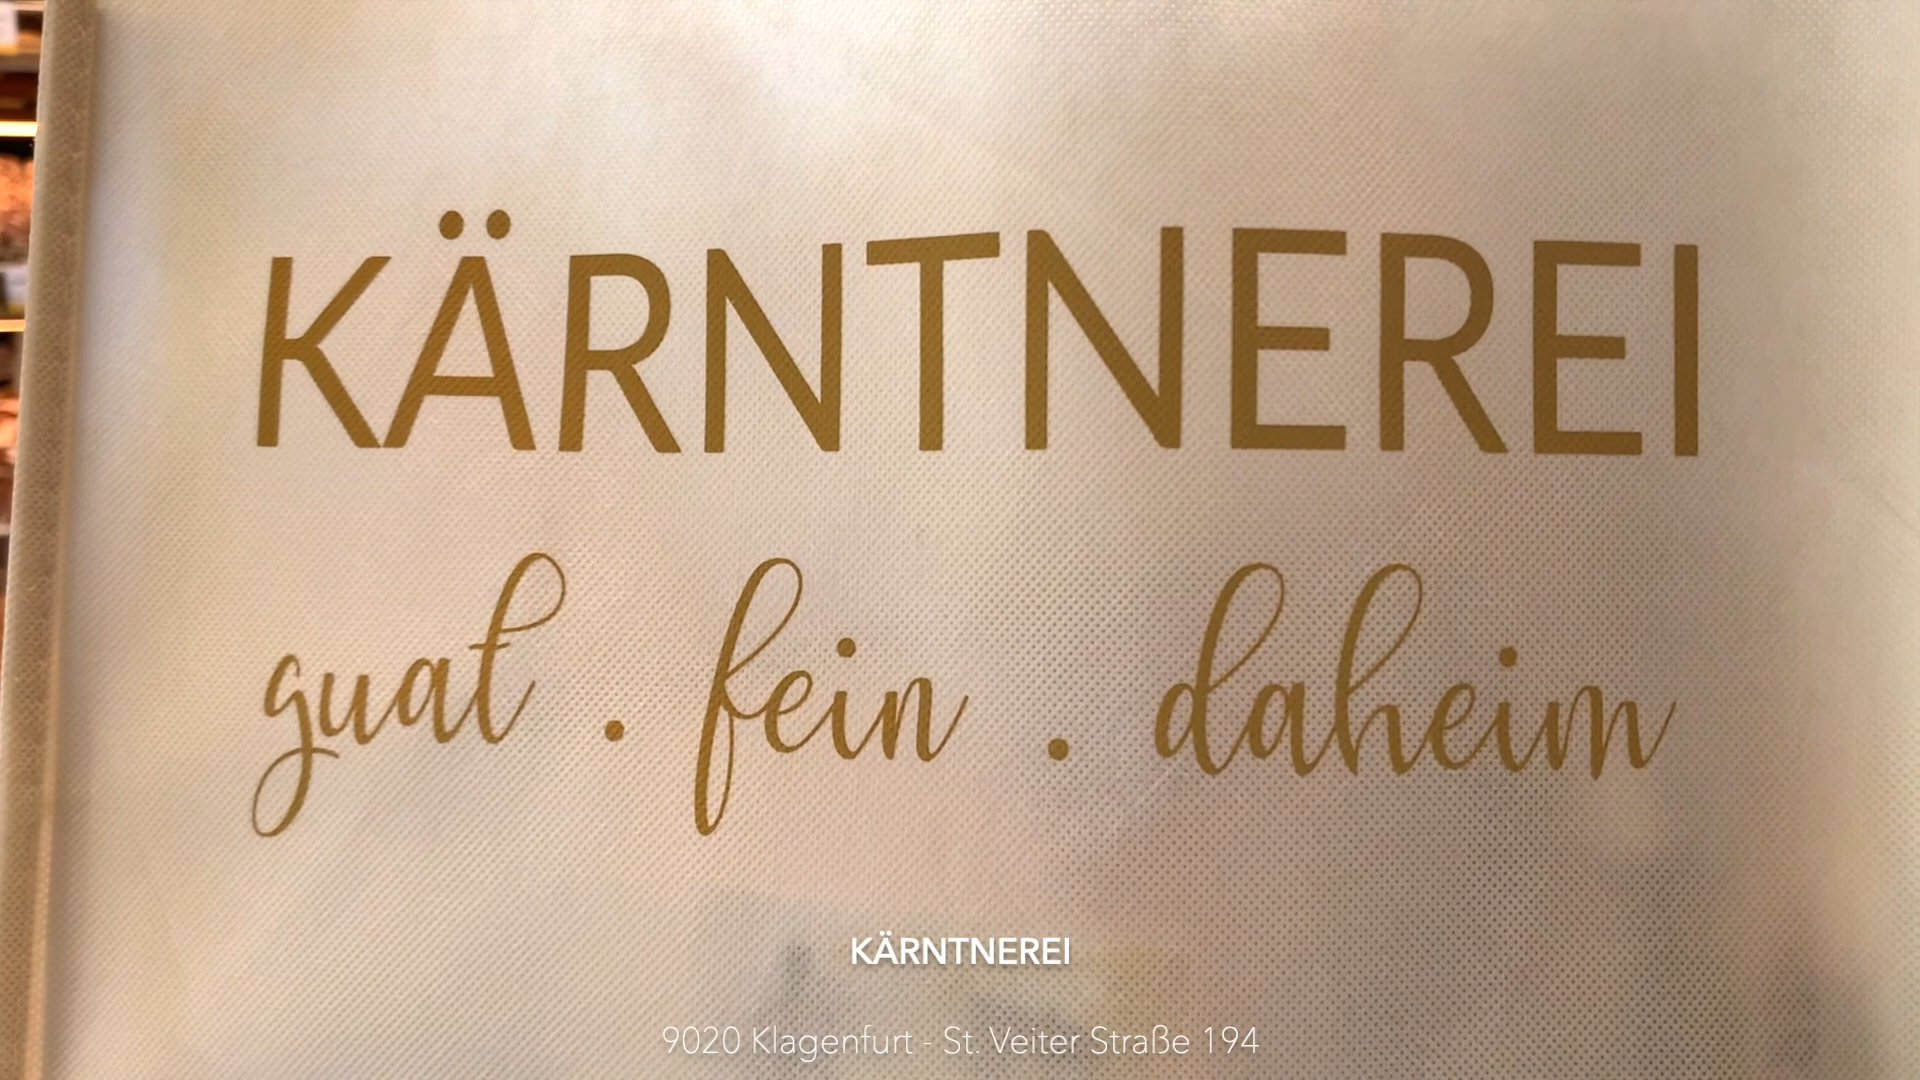 KÄRNTNEREI
guat . fein . daheim
KÄRNTNEREI
9020 Klagenfurt - St. Veiter Straße 194